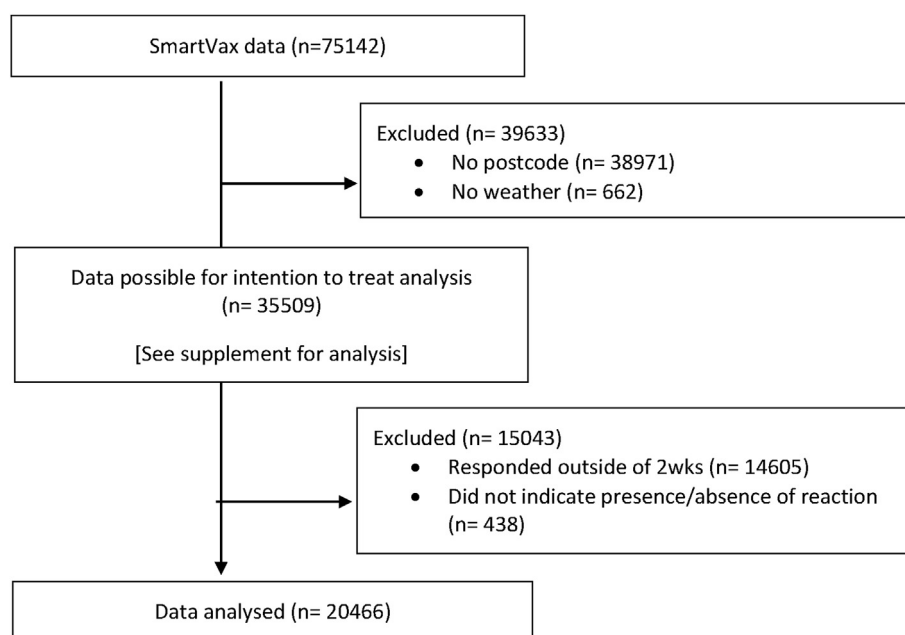 SmartVax data (n=75142)
Excluded (n= 39633)
• No postcode (n= 38971)
• No weather (n= 662)
Data possible for intention to treat analysis
(n= 35509)
[See supplement for analysis]
Excluded (n= 15043)
• Responded outside of 2wks (n= 14605)
• Did not indicate presence/absence of reaction
(n= 438)
Data analysed (n= 20466)